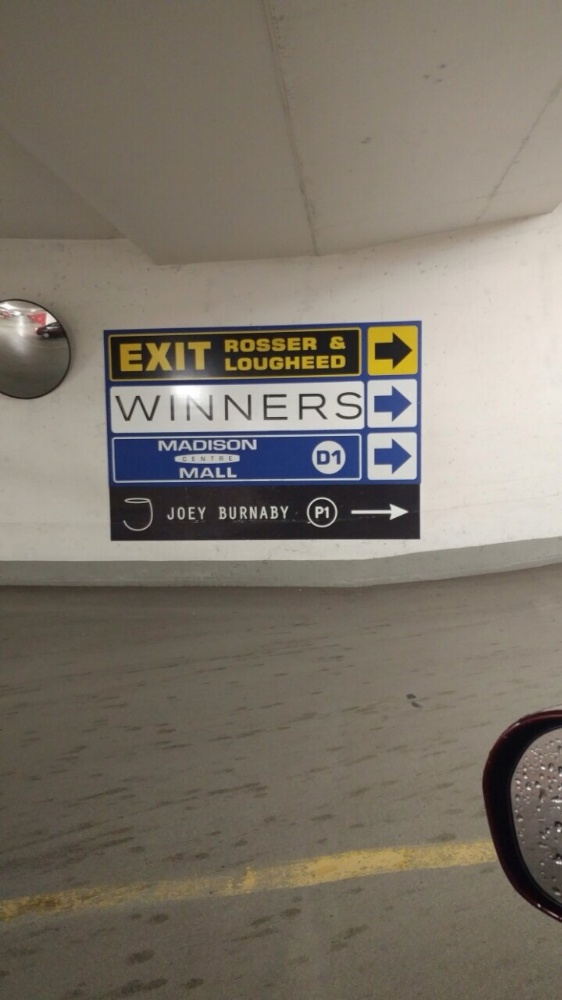 EXIT ROSSER &
LOUGHEED
WINNERS
MADISON
CENTRE
MALL
D1
JOEY BURNABY P1